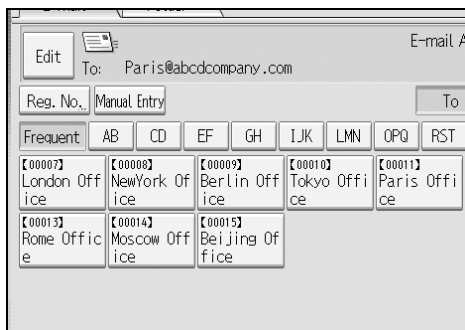 E-mail A
Edit
To: Paris@abcdcompany.com
Reg. No. Manual Entry To
Frequent AB CD EF GH IJK LMN OPQ RST
[00007] [00008] [00009] [00010] [00011]
London Off NewYork Of Berlin Off Tokyo Offi Paris Offi
ice fice ice ce ce
[00013] [00014] [00015]
Rome Offic Moscow Off Beijing Of
e ice fice